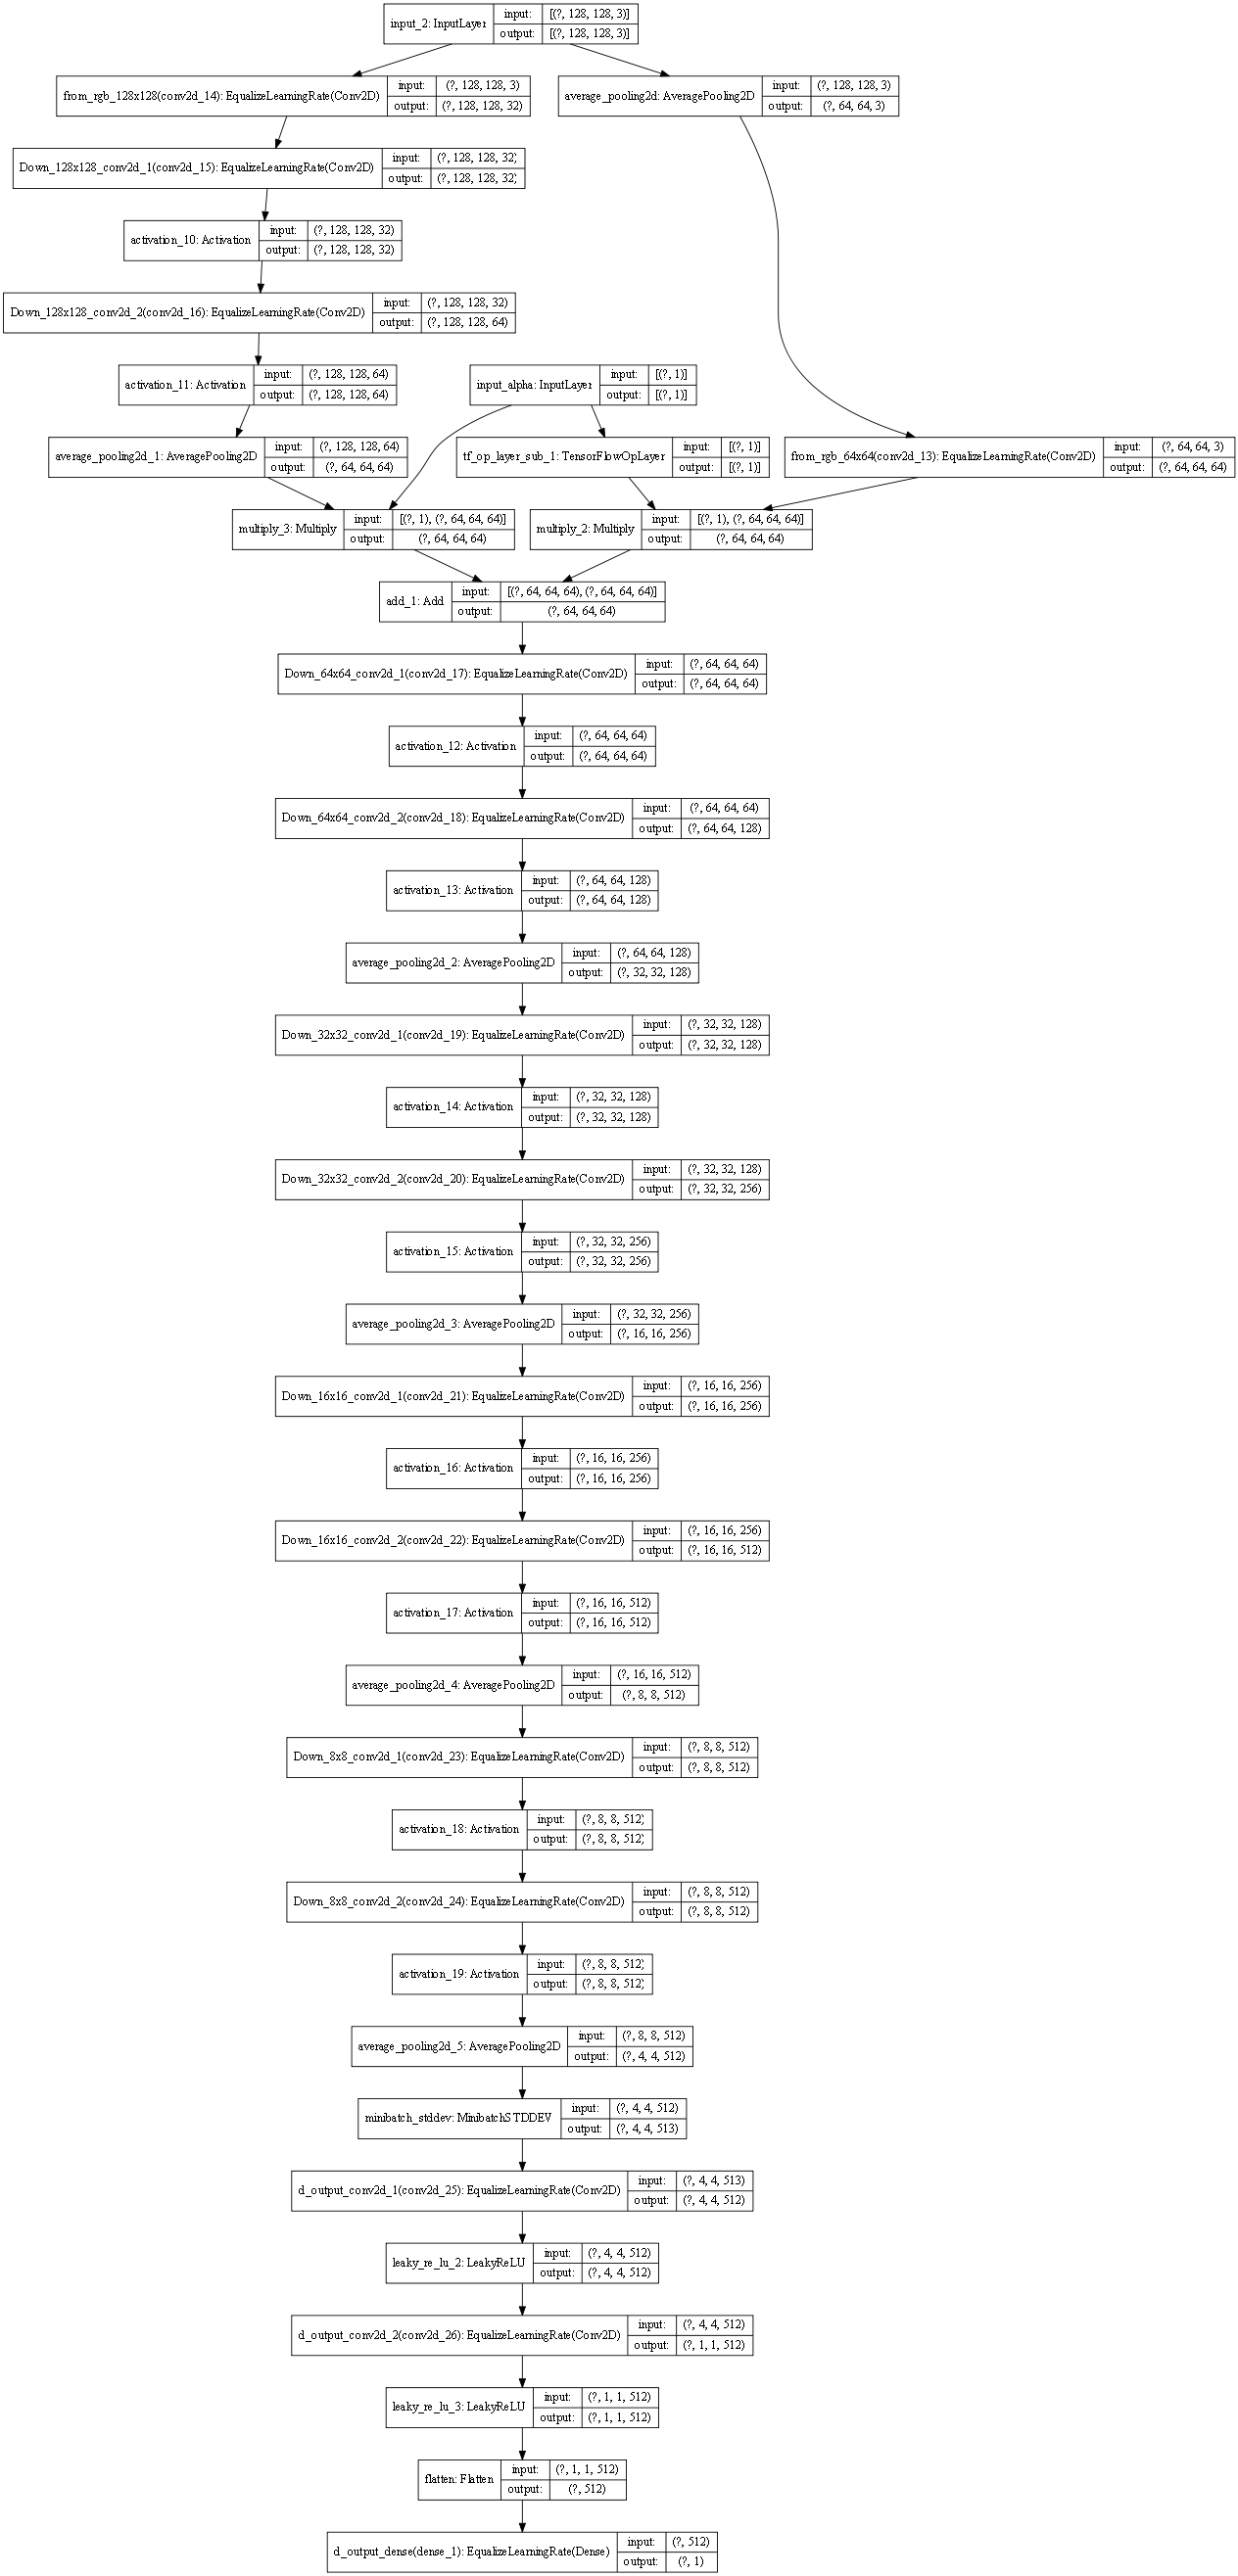 input_2: InputLayer
input: [(?, 128, 128, 3)]
output: [(?, 128, 128, 3)]
from_rgb_128x128(conv2d_14): EqualizeLearningRate(Conv2D)
input: (?, 128, 128, 3)
output: (?, 128, 128, 32)
average_pooling2d: AveragePooling2D
input: (?, 128, 128, 3)
output: (?, 64, 64, 3)
Down_128x128_conv2d_1(conv2d_15): EqualizeLearningRate(Conv2D)
input: (?, 128, 128, 32)
output: (?, 128, 128, 32)
activation_10: Activation
input: (?, 128, 128, 32)
output: (?, 128, 128, 32)
Down_128x128_conv2d_2(conv2d_16): EqualizeLearningRate(Conv2D)
input: (?, 128, 128, 32)
output: (?, 128, 128, 64)
activation_11: Activation
input: (?, 128, 128, 64)
output: (?, 128, 128, 64)
input_alpha: InputLayer
input: [(?, 1)]
output: [(?, 1)]
average_pooling2d_1: AveragePooling2D
input: (?, 128, 128, 64)
output: (?, 64, 64, 64)
tf_op_layer_sub_1: TensorFlowOpLayer
input: [(?, 1)]
output: [(?, 1)]
from_rgb_64x64(conv2d_13): EqualizeLearningRate(Conv2D)
input: (?, 64, 64, 3)
output: (?, 64, 64, 64)
multiply_3: Multiply
input: [(?, 1), (?, 64, 64, 64)]
output: (?, 64, 64, 64)
multiply_2: Multiply
input: [(?, 1), (?, 64, 64, 64)]
output: (?, 64, 64, 64)
add_1: Add
input: [(?, 64, 64, 64), (?, 64, 64, 64)]
output: (?, 64, 64, 64)
Down_64x64_conv2d_1(conv2d_17): EqualizeLearningRate(Conv2D)
input: (?, 64, 64, 64)
output: (?, 64, 64, 64)
activation_12: Activation
input: (?, 64, 64, 64)
output: (?, 64, 64, 64)
Down_64x64_conv2d_2(conv2d_18): EqualizeLearningRate(Conv2D)
input: (?, 64, 64, 64)
output: (?, 64, 64, 128)
activation_13: Activation
input: (?, 64, 64, 128)
output: (?, 64, 64, 128)
average_pooling2d_2: AveragePooling2D
input: (?, 64, 64, 128)
output: (?, 32, 32, 128)
Down_32x32_conv2d_1(conv2d_19): EqualizeLearningRate(Conv2D)
input: (?, 32, 32, 128)
output: (?, 32, 32, 128)
activation_14: Activation
input: (?, 32, 32, 128)
output: (?, 32, 32, 128)
Down_32x32_conv2d_2(conv2d_20): EqualizeLearningRate(Conv2D)
input: (?, 32, 32, 128)
output: (?, 32, 32, 256)
activation_15: Activation
input: (?, 32, 32, 256)
output: (?, 32, 32, 256)
average_pooling2d_3: AveragePooling2D
input: (?, 32, 32, 256)
output: (?, 16, 16, 256)
Down_16x16_conv2d_1(conv2d_21): EqualizeLearningRate(Conv2D)
input: (?, 16, 16, 256)
output: (?, 16, 16, 256)
activation_16: Activation
input: (?, 16, 16, 256)
output: (?, 16, 16, 256)
Down_16x16_conv2d_2(conv2d_22): EqualizeLearningRate(Conv2D)
input: (?, 16, 16, 256)
output: (?, 16, 16, 512)
activation_17: Activation
input: (?, 16, 16, 512)
output: (?, 16, 16, 512)
average_pooling2d_4: AveragePooling2D
input: (?, 16, 16, 512)
output: (?, 8, 8, 512)
Down_8x8_conv2d_1(conv2d_23): EqualizeLearningRate(Conv2D)
input: (?, 8, 8, 512)
output: (?, 8, 8, 512)
activation_18: Activation
input: (?, 8, 8, 512)
output: (?, 8, 8, 512)
Down_8x8_conv2d_2(conv2d_24): EqualizeLearningRate(Conv2D)
input: (?, 8, 8, 512)
output: (?, 8, 8, 512)
activation_19: Activation
input: (?, 8, 8, 512)
output: (?, 8, 8, 512)
average_pooling2d_5: AveragePooling2D
input: (?, 8, 8, 512)
output: (?, 4, 4, 512)
minibatch_stddev: MinibatchSTDDEV
input: (?, 4, 4, 512)
output: (?, 4, 4, 513)
d_output_conv2d_1(conv2d_25): EqualizeLearningRate(Conv2D)
input: (?, 4, 4, 513)
output: (?, 4, 4, 512)
leaky_re_lu_2: LeakyReLU
input: (?, 4, 4, 512)
output: (?, 4, 4, 512)
d_output_conv2d_2(conv2d_26): EqualizeLearningRate(Conv2D)
input: (?, 4, 4, 512)
output: (?, 1, 1, 512)
leaky_re_lu_3: LeakyReLU
input: (?, 1, 1, 512)
output: (?, 1, 1, 512)
flatten: Flatten
input: (?, 1, 1, 512)
output: (?, 512)
d_output_dense(dense_1): EqualizeLearningRate(Dense)
input: (?, 512)
output: (?, 1)